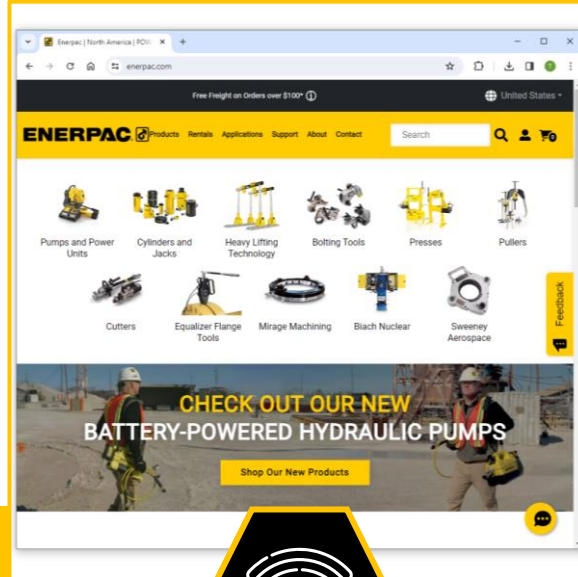 Enerpac | North America | POW
enerpac.com
Free Freight on Orders over $100*
United States
ENERPAC
Products Rentals Applications Support About Contact
Search
0
Pumps and Power
Units
Cylinders and
Jacks
Heavy Lifting
Technology
Bolting Tools
Presses
Pullers
Cutters
Equalizer Flange
Tools
Mirage Machining
Biach Nuclear
Sweeney
Aerospace
Feedback
CHECK OUT OUR NEW
BATTERY-POWERED HYDRAULIC PUMPS
Shop Our New Products